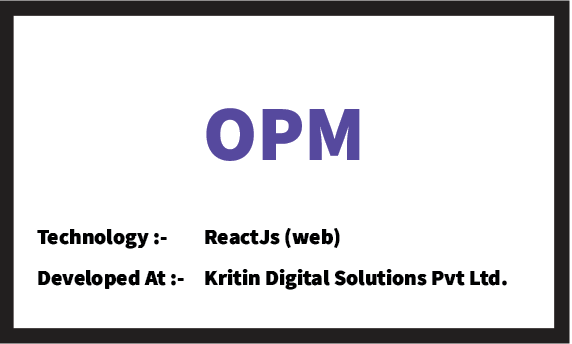 OPM
Technology :- ReactJs (web)
Developed At :- Kritin Digital Solutions Pvt Ltd.